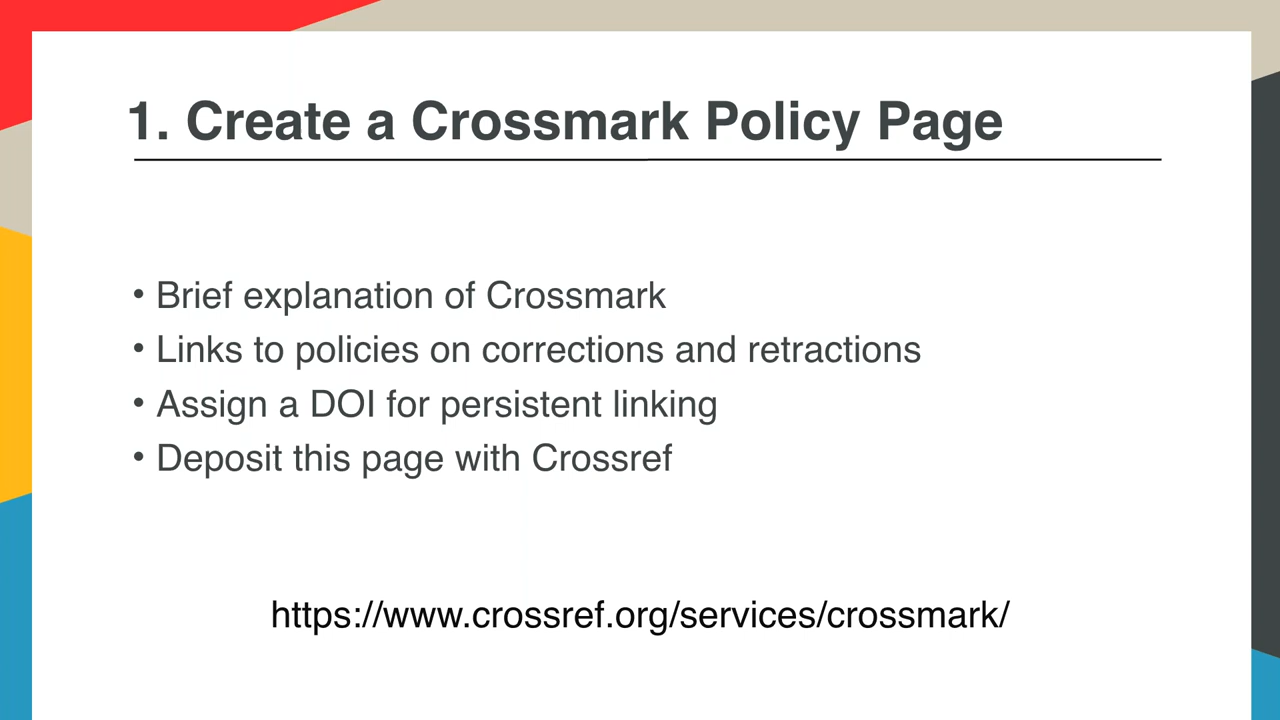 1. Create a Crossmark Policy Page
• Brief explanation of Crossmark
• Links to policies on corrections and retractions
• Assign a DOI for persistent linking
• Deposit this page with Crossref
https://www.crossref.org/services/crossmark/